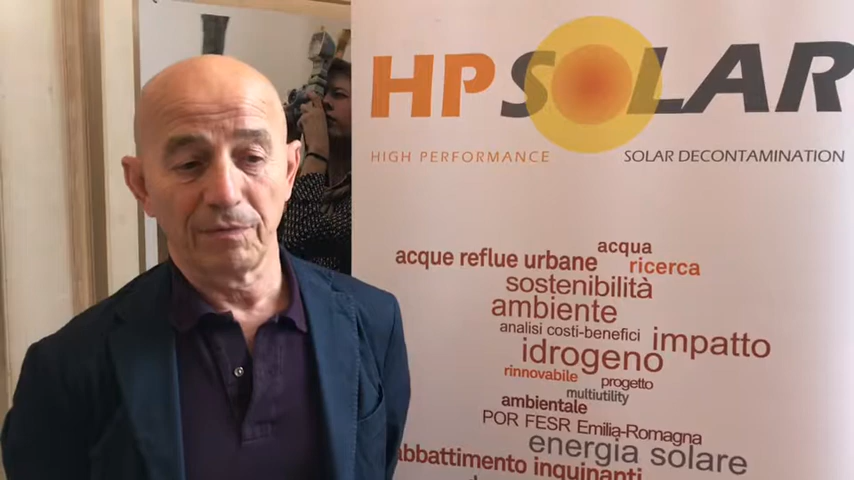 HP SOLAR
HIGH PERFORMANCE SOLAR DECONTAMINATION
acqua
acque reflue urbane
ricerca
sostenibilità
ambiente
analisi costi-benefici
impatto
idrogeno
rinnovabile
progetto
multiutility
ambientale
POR FESR Emilia-Romagna
energia solare
abbattimento inquinanti